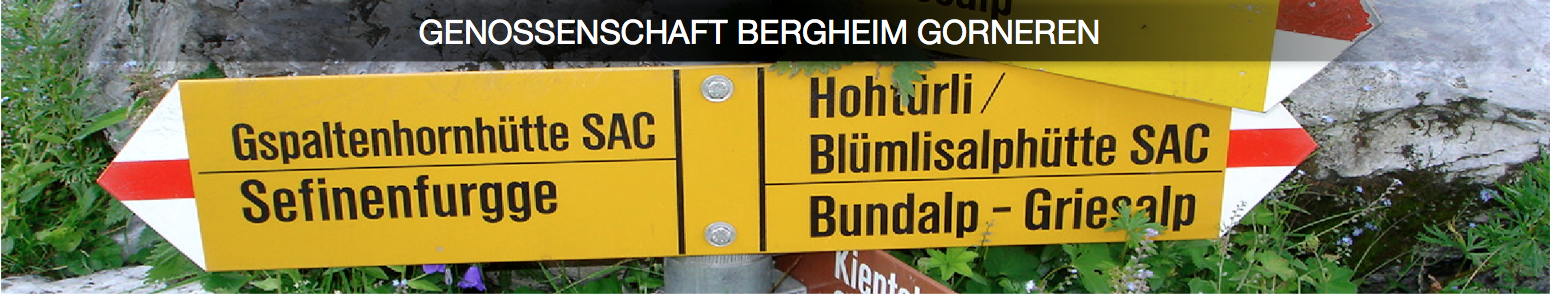 GENOSSENSCHAFT BERGHEIM GORNEREN
Gspaltenhornhütte SAC
Sefinenfurgge
Hohtürli /
Blümlisalphütte SAC
Bundalp - Griesalp